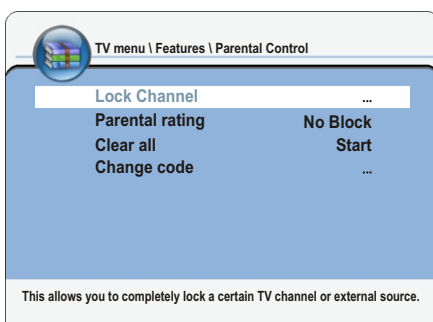 TV menu \ Features \ Parental Control
Lock Channel ...
Parental rating No Block
Clear all Start
Change code ...
This allows you to completely lock a certain TV channel or external source.